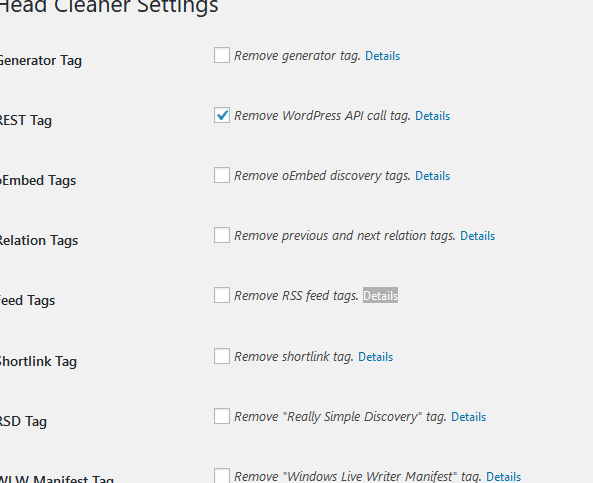 Head Cleaner Settings
Generator Tag
Remove generator tag. Details
REST Tag
Remove WordPress API call tag. Details
oEmbed Tags
Remove oEmbed discovery tags. Details
Relation Tags
Remove previous and next relation tags. Details
Feed Tags
Remove RSS feed tags. Details
Shortlink Tag
Remove shortlink tag. Details
RSD Tag
Remove "Really Simple Discovery" tag. Details
WLW Manifest Tag
Remove "Windows Live Writer Manifest" tag. Details